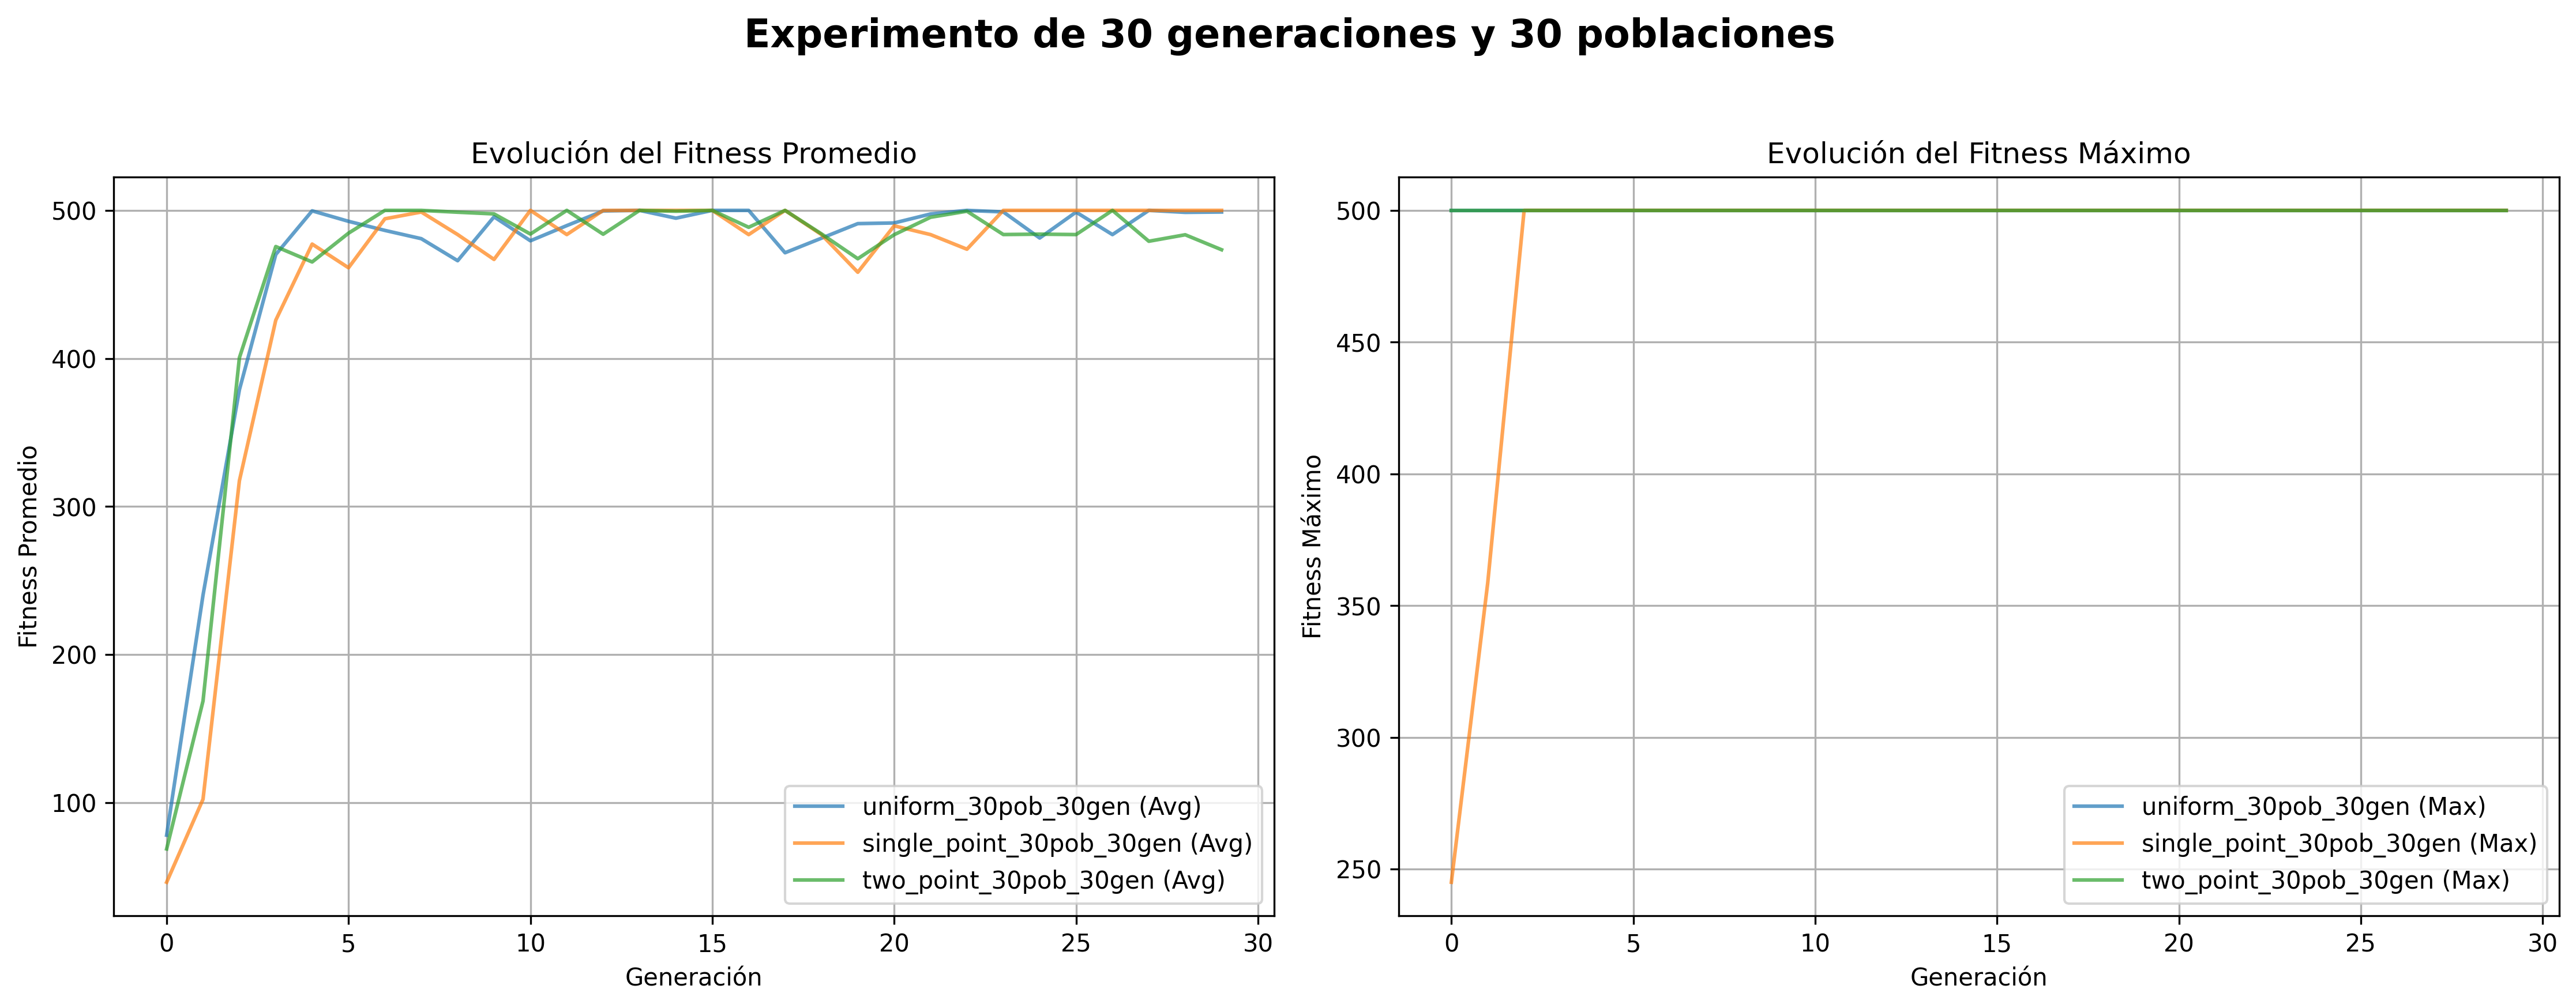 Experimento de 30 generaciones y 30 poblaciones
Evolución del Fitness Promedio
500
400
300
200
100
Fitness Promedio
0
5
10
15
20
25
30
Generación
uniform_30pob_30gen (Avg)
single_point_30pob_30gen (Avg)
two_point_30pob_30gen (Avg)
Evolución del Fitness Máximo
500
450
400
350
300
250
Fitness Máximo
0
5
10
15
20
25
30
Generación
uniform_30pob_30gen (Max)
single_point_30pob_30gen (Max)
two_point_30pob_30gen (Max)